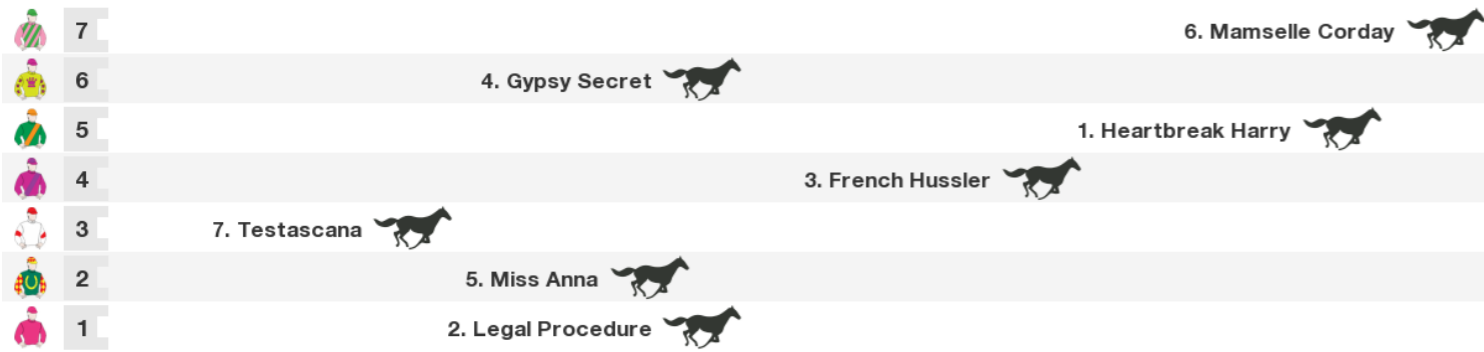 7 6. Mamselle Corday
6 4. Gypsy Secret
5 1. Heartbreak Harry
4 3. French Hussler
3 7. Testascana
2 5. Miss Anna
1 2. Legal Procedure